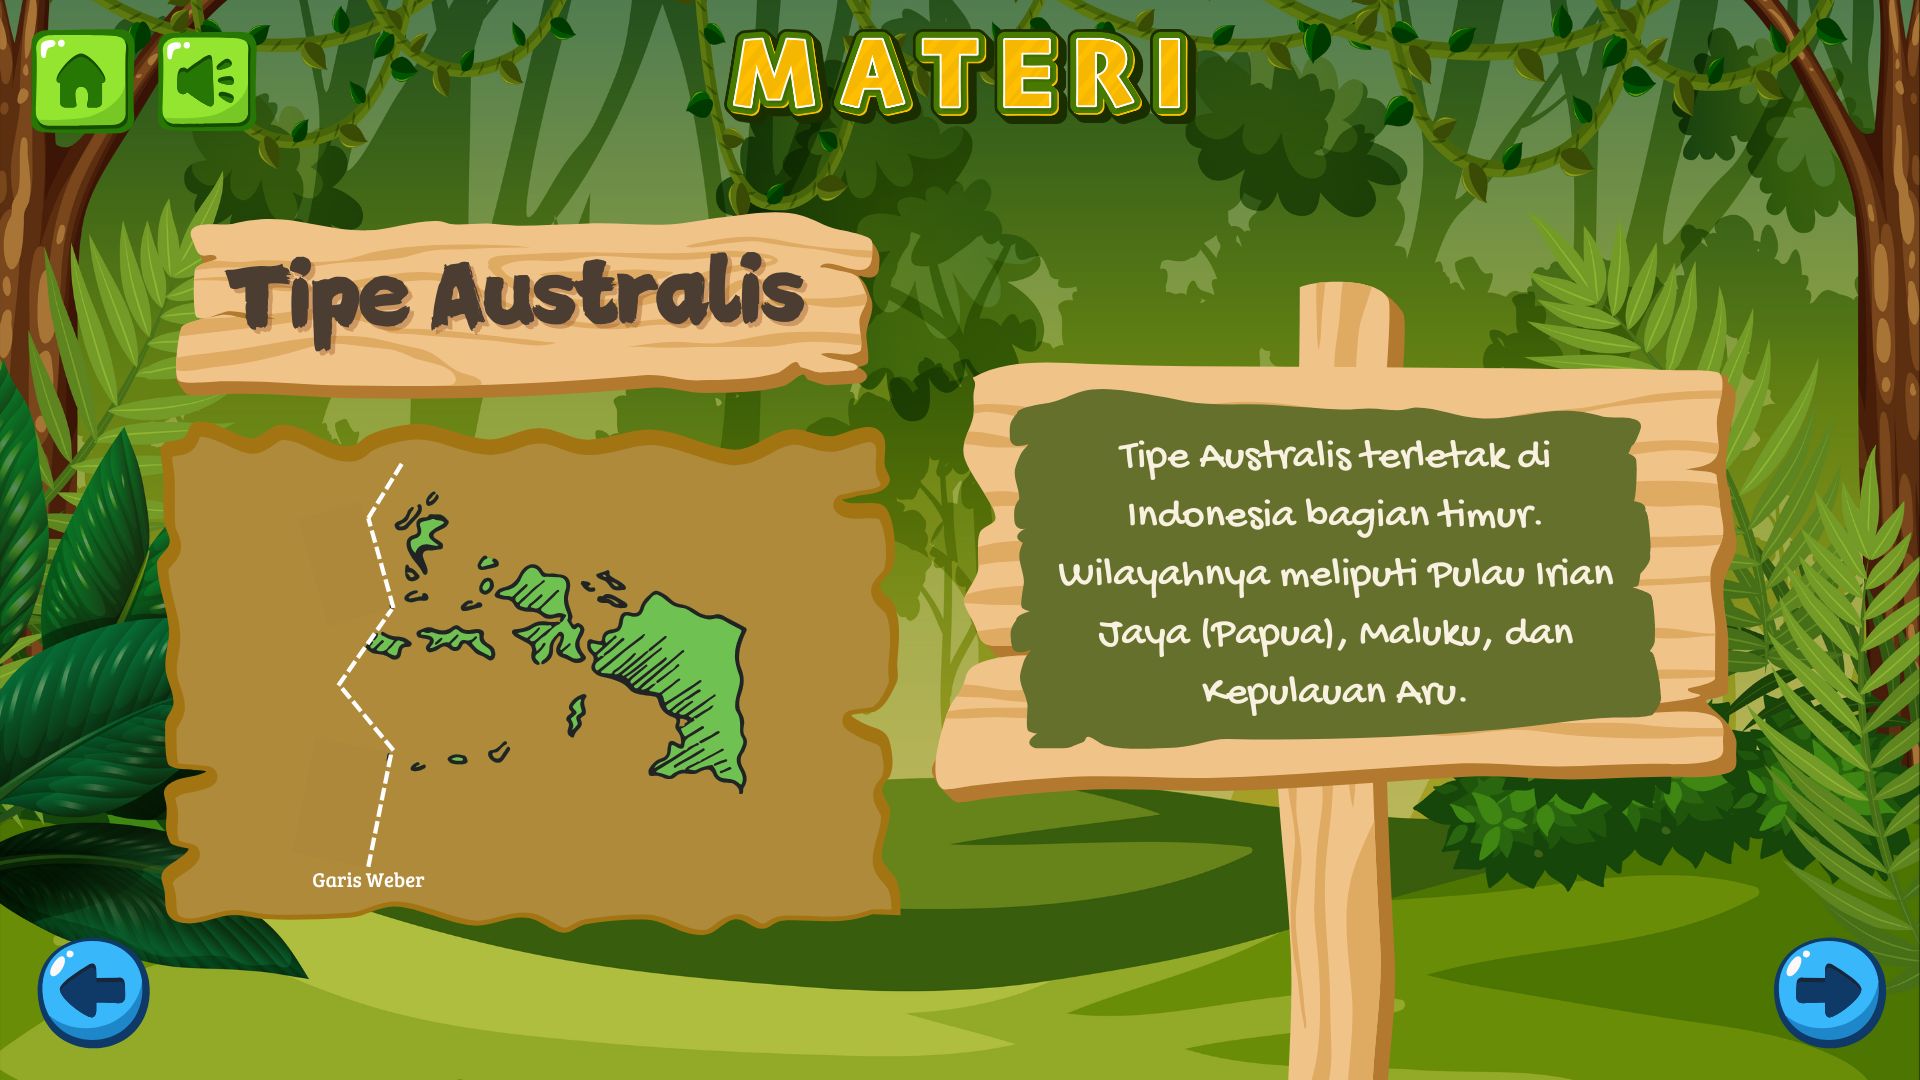 MATERI
Tipe Australis
Tipe Australis terletak di
Indonesia bagian timur.
Wilayahnya meliputi Pulau Irian
Jaya (Papua), Maluku, dan
Kepulauan Aru.
Garis Weber